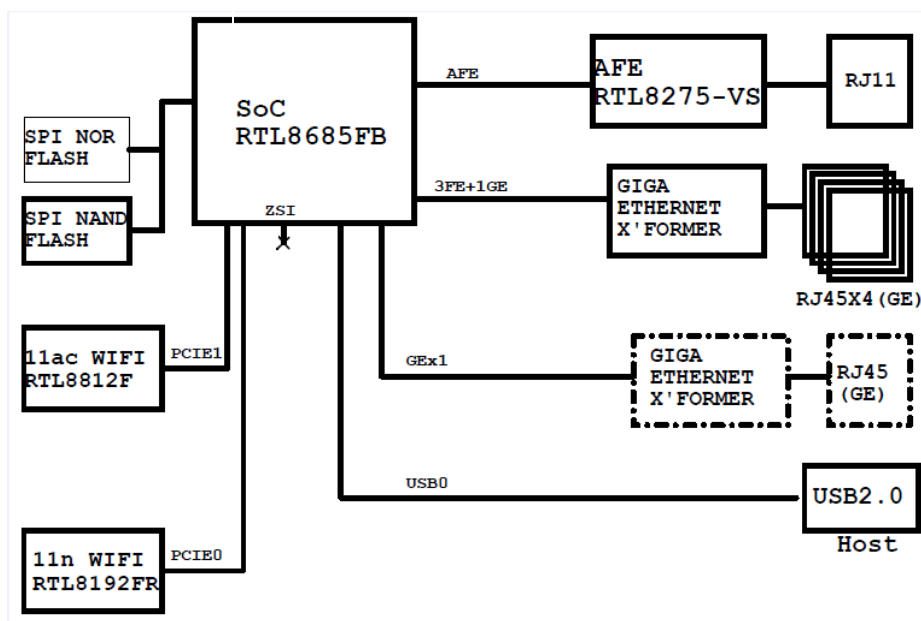 SoC
RTL8685FB
ZSI
AFE
AFE
RTL8275-VS
RJ11
SPI NOR
FLASH
SPI NAND
FLASH
3FE+1GE
GIGA
ETHERNET
X'FORMER
RJ45X4(GE)
11ac WIFI
RTL8812F
PCIE1
GEx1
GIGA
ETHERNET
X'FORMER
RJ45
(GE)
USB0
USB2.0
Host
11n WIFI
RTL8192FR
PCIE0